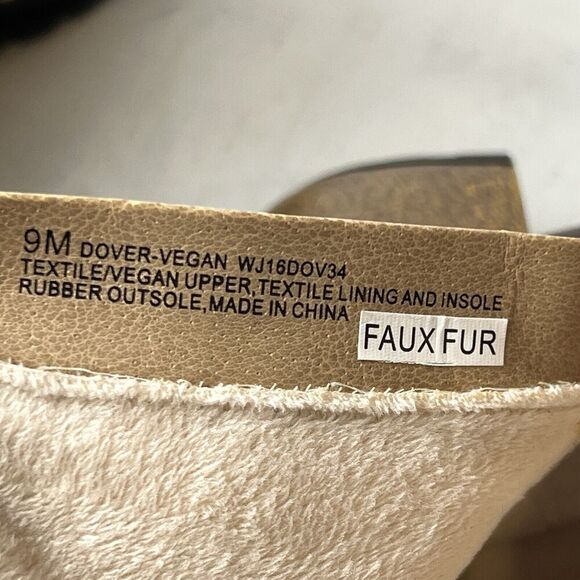 9M DOVER-VEGAN WJ16DOV34
TEXTILE/VEGAN UPPER, TEXTILE LINING AND INSOLE
RUBBER OUTSOLE, MADE IN CHINA
FAUX FUR